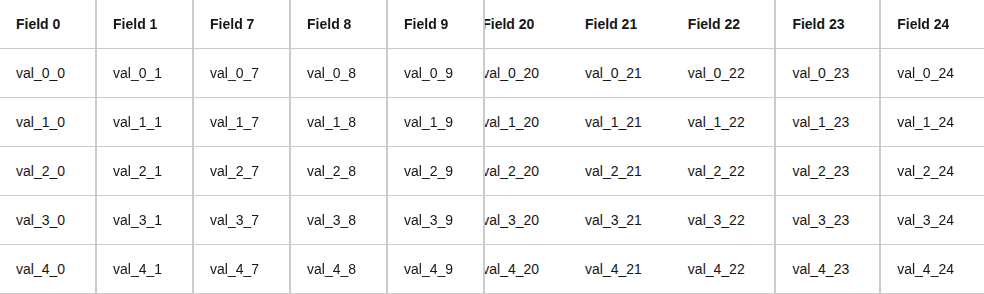 Field 0 Field 1 Field 7 Field 8 Field 9 Field 20 Field 21 Field 22 Field 23 Field 24
val_0_0 val_0_1 val_0_7 val_0_8 val_0_9 val_0_20 val_0_21 val_0_22 val_0_23 val_0_24
val_1_0 val_1_1 val_1_7 val_1_8 val_1_9 val_1_20 val_1_21 val_1_22 val_1_23 val_1_24
val_2_0 val_2_1 val_2_7 val_2_8 val_2_9 val_2_20 val_2_21 val_2_22 val_2_23 val_2_24
val_3_0 val_3_1 val_3_7 val_3_8 val_3_9 val_3_20 val_3_21 val_3_22 val_3_23 val_3_24
val_4_0 val_4_1 val_4_7 val_4_8 val_4_9 val_4_20 val_4_21 val_4_22 val_4_23 val_4_24